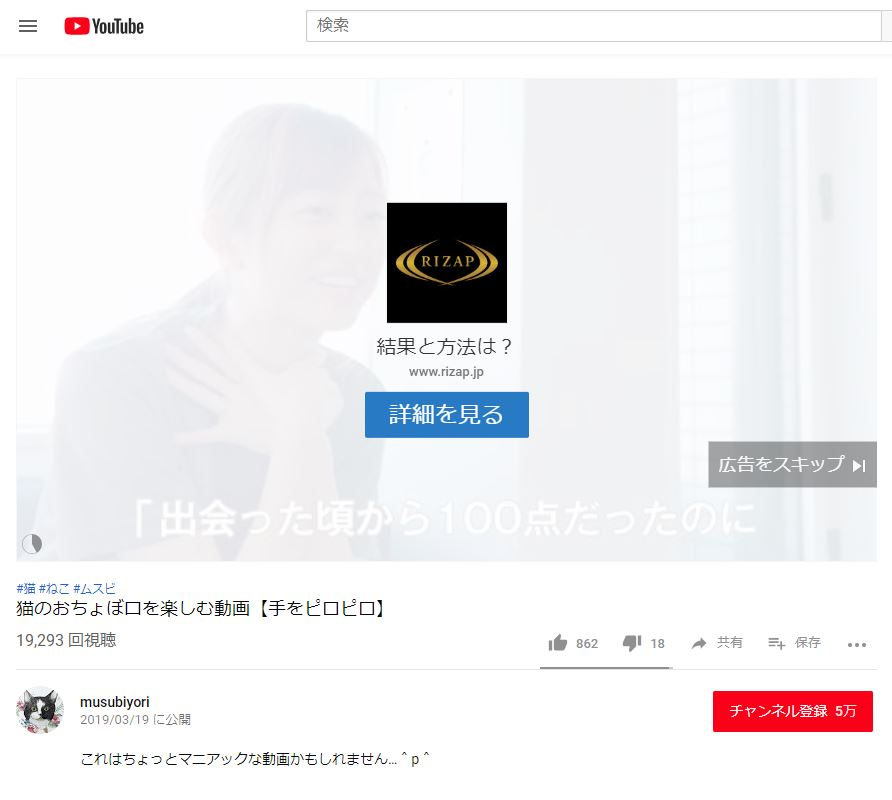 YouTube
検索
RIZAP
結果と方法は？
www.rizap.jp
詳細を見る
広告をスキップ
「出会った頃から100点だったのに
#猫 #ねこ #ムスビ
猫のおちょぼ口を楽しむ動画【手をピロピロ】
19,293 回視聴
862
18
共有
保存
musubiyori
チャンネル登録 5万
2019/03/19 に公開
これはちょっとマニアックな動画かもしれません... ^ p ^